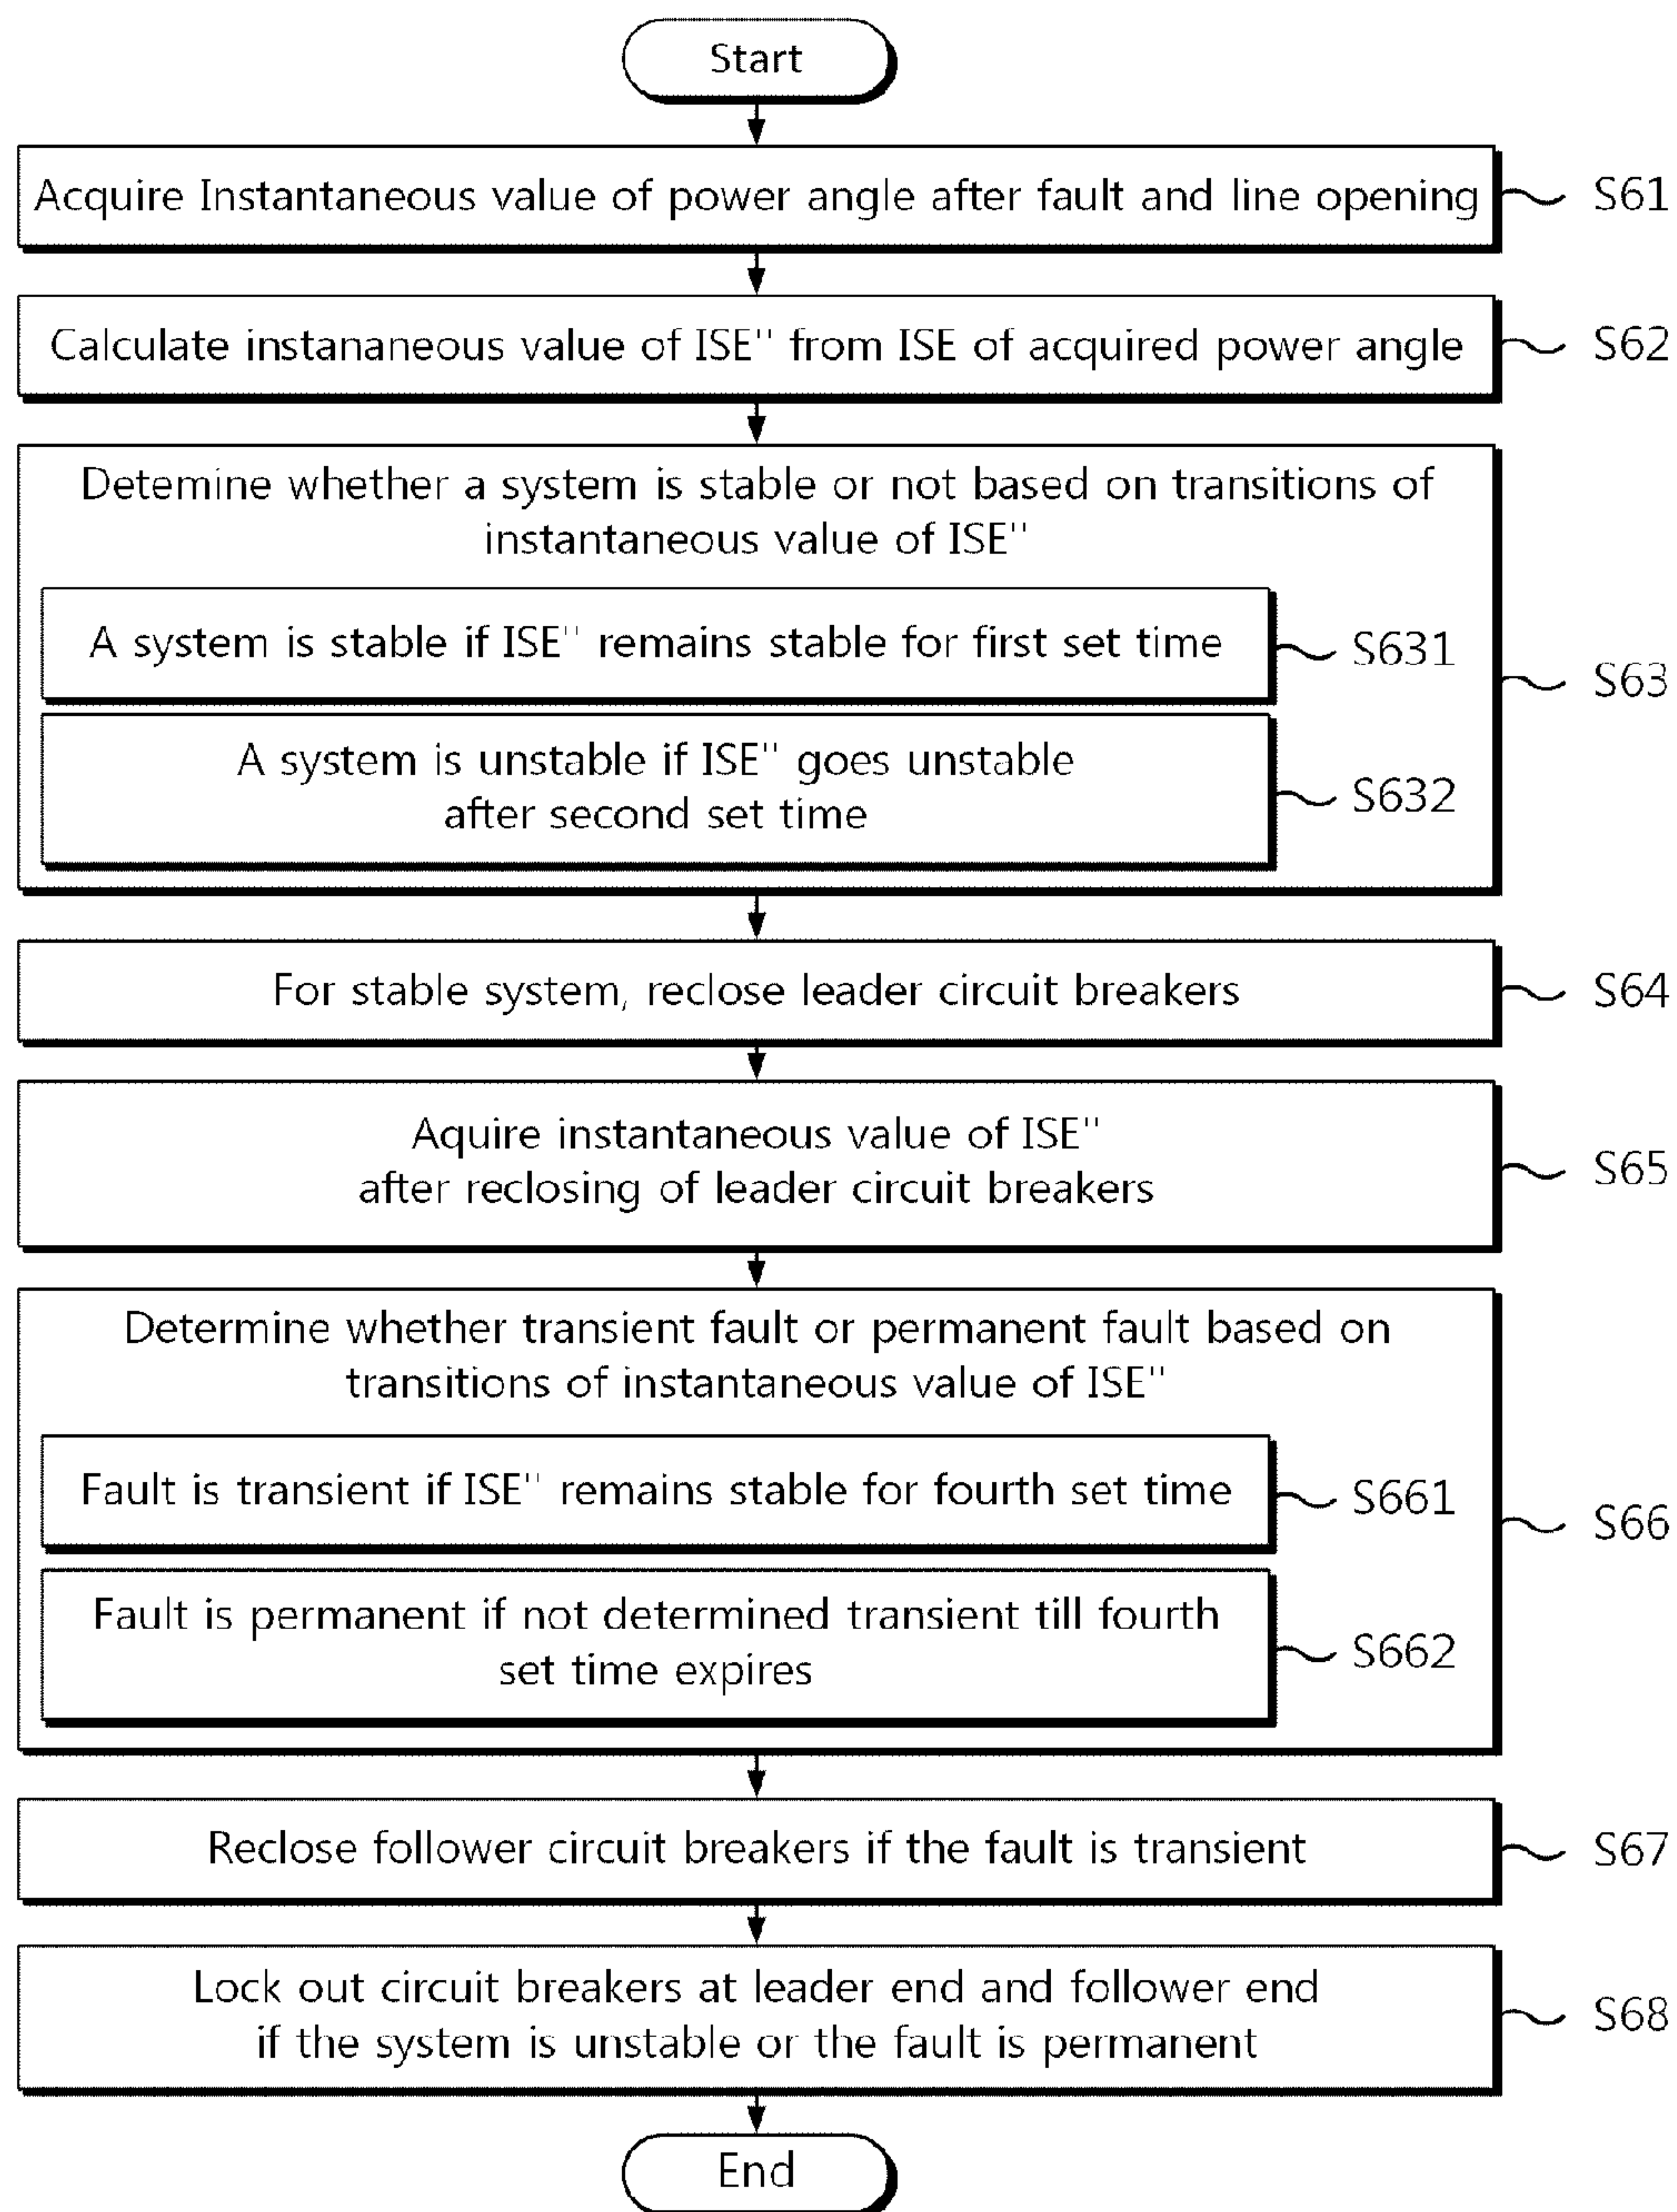 Start
Acquire Instantaneous value of power angle after fault and line opening
S61
Calculate instananeous value of ISE'' from ISE of acquired power angle
S62
Detemine whether a system is stable or not based on transitions of
instantaneous value of ISE''
A system is stable if ISE'' remains stable for first set time
S631
S63
A system is unstable if ISE'' goes unstable
after second set time
S632
For stable system, reclose leader circuit breakers
S64
Aquire instantaneous value of ISE''
after reclosing of leader circuit breakers
S65
Determine whether transient fault or permanent fault based on
transitions of instantaneous value of ISE''
Fault is transient if ISE'' remains stable for fourth set time
S661
S66
Fault is permanent if not determined transient till fourth
set time expires
S662
Reclose follower circuit breakers if the fault is transient
S67
Lock out circuit breakers at leader end and follower end
if the system is unstable or the fault is permanent
S68
End